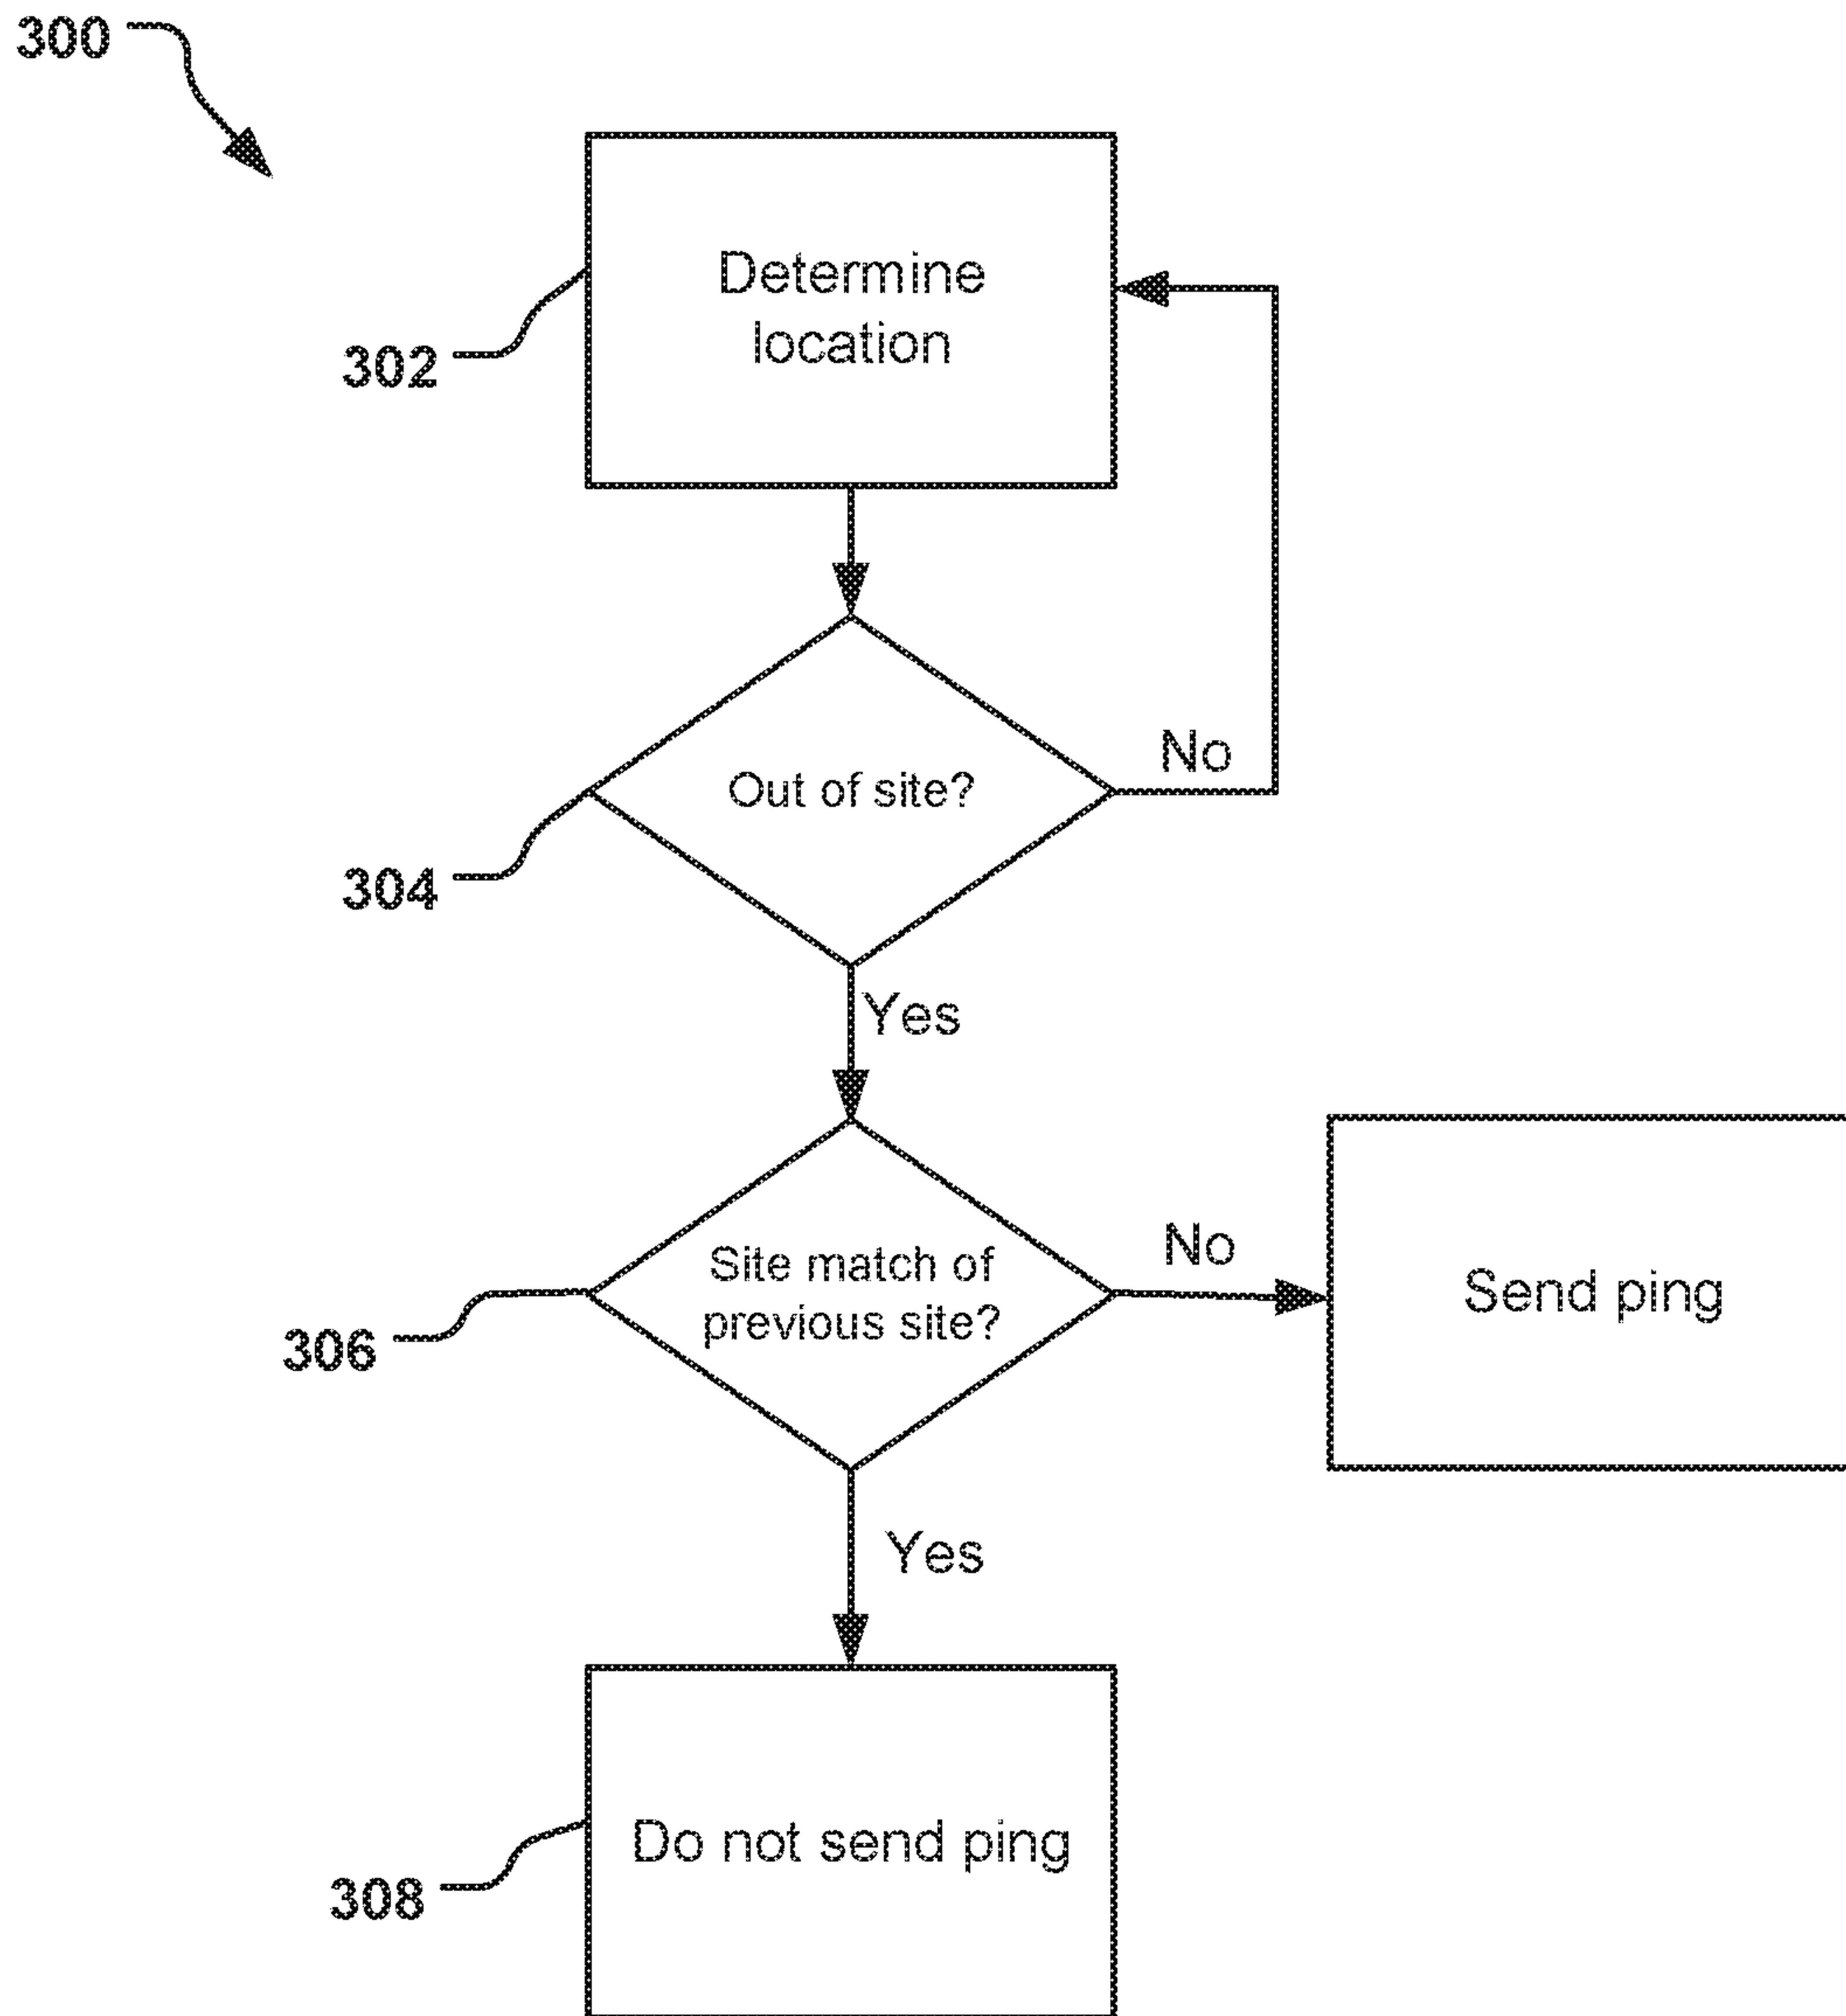 300
Determine
location
302
No
Out of site?
304
Yes
Site match of
previous site?
No
Send ping
306
Yes
Do not send ping
308